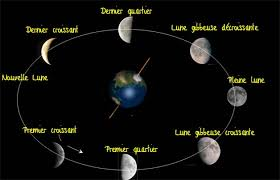 Dernier quartier
Dernier croissant
Lune gibbeuse décroissante
Nouvelle Lune
Pleine Lune
Premier croissant
Premier quartier
Lune gibbeuse croissante